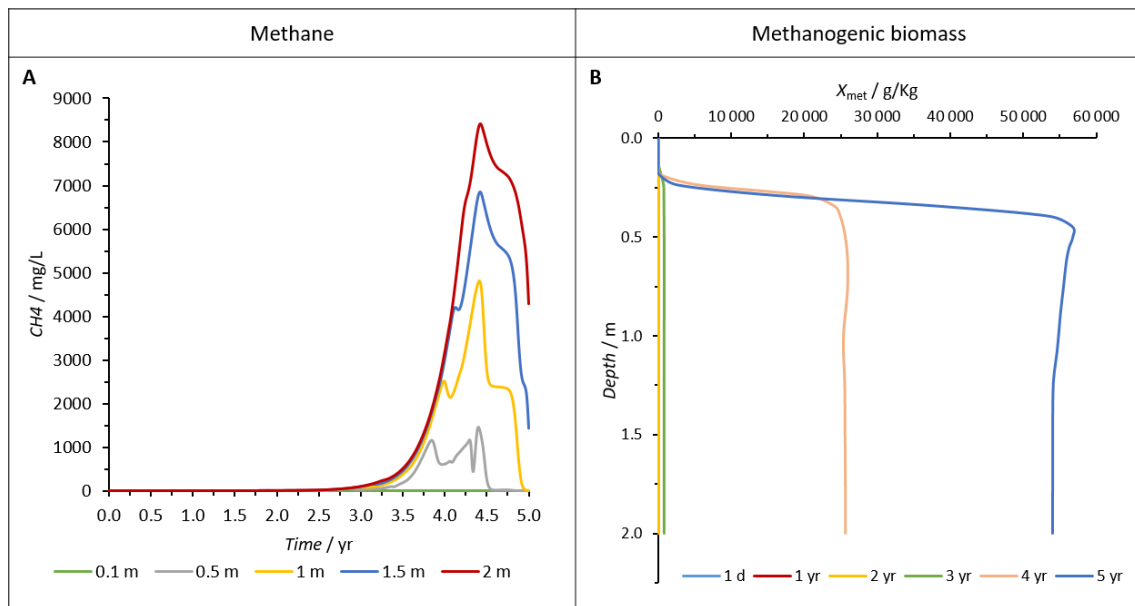 Methane
Methanogenic biomass
A
9000
8000
7000
6000
5000
4000
3000
2000
1000
0
CH4 / mg/L
0.0 0.5 1.0 1.5 2.0 2.5 3.0 3.5 4.0 4.5 5.0
Time / yr
0.1 m 0.5 m 1 m 1.5 m 2 m
B
Xmet / g/Kg
0 10 000 20 000 30 000 40 000 50 000 60 000
0.0
0.5
1.0
1.5
2.0
Depth / m
1 d 1 yr 2 yr 3 yr 4 yr 5 yr